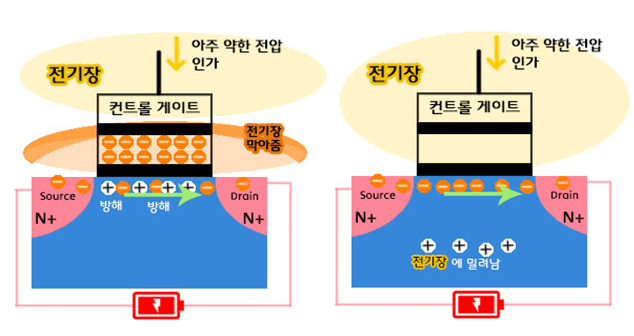 아주 약한 전압
인가
전기장
컨트롤 게이트
전기장
막아줌
− − − − − −
− − − − − −
− − + − + − + + − − −
Source
방해
방해
Drain
N+
N+
아주 약한 전압
인가
전기장
컨트롤 게이트
− − − − − − − − − −
Source
Drain
N+
N+
+ + + +
전기장 에 밀려남